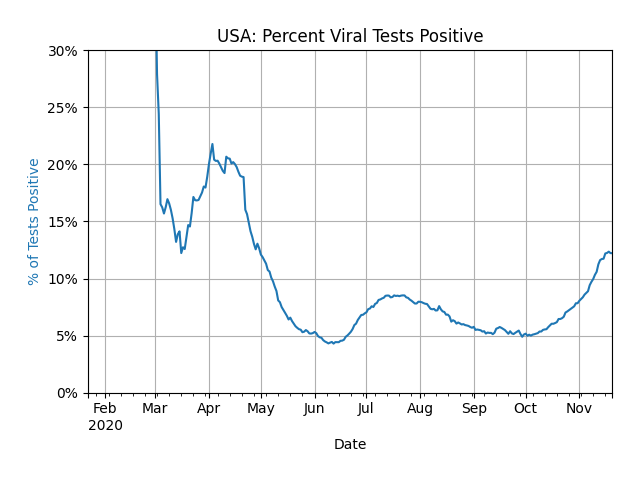 USA: Percent Viral Tests Positive
30%
25%
20%
15%
10%
5%
0%
% of Tests Positive
Feb Mar Apr May Jun Jul Aug Sep Oct Nov
2020
Date